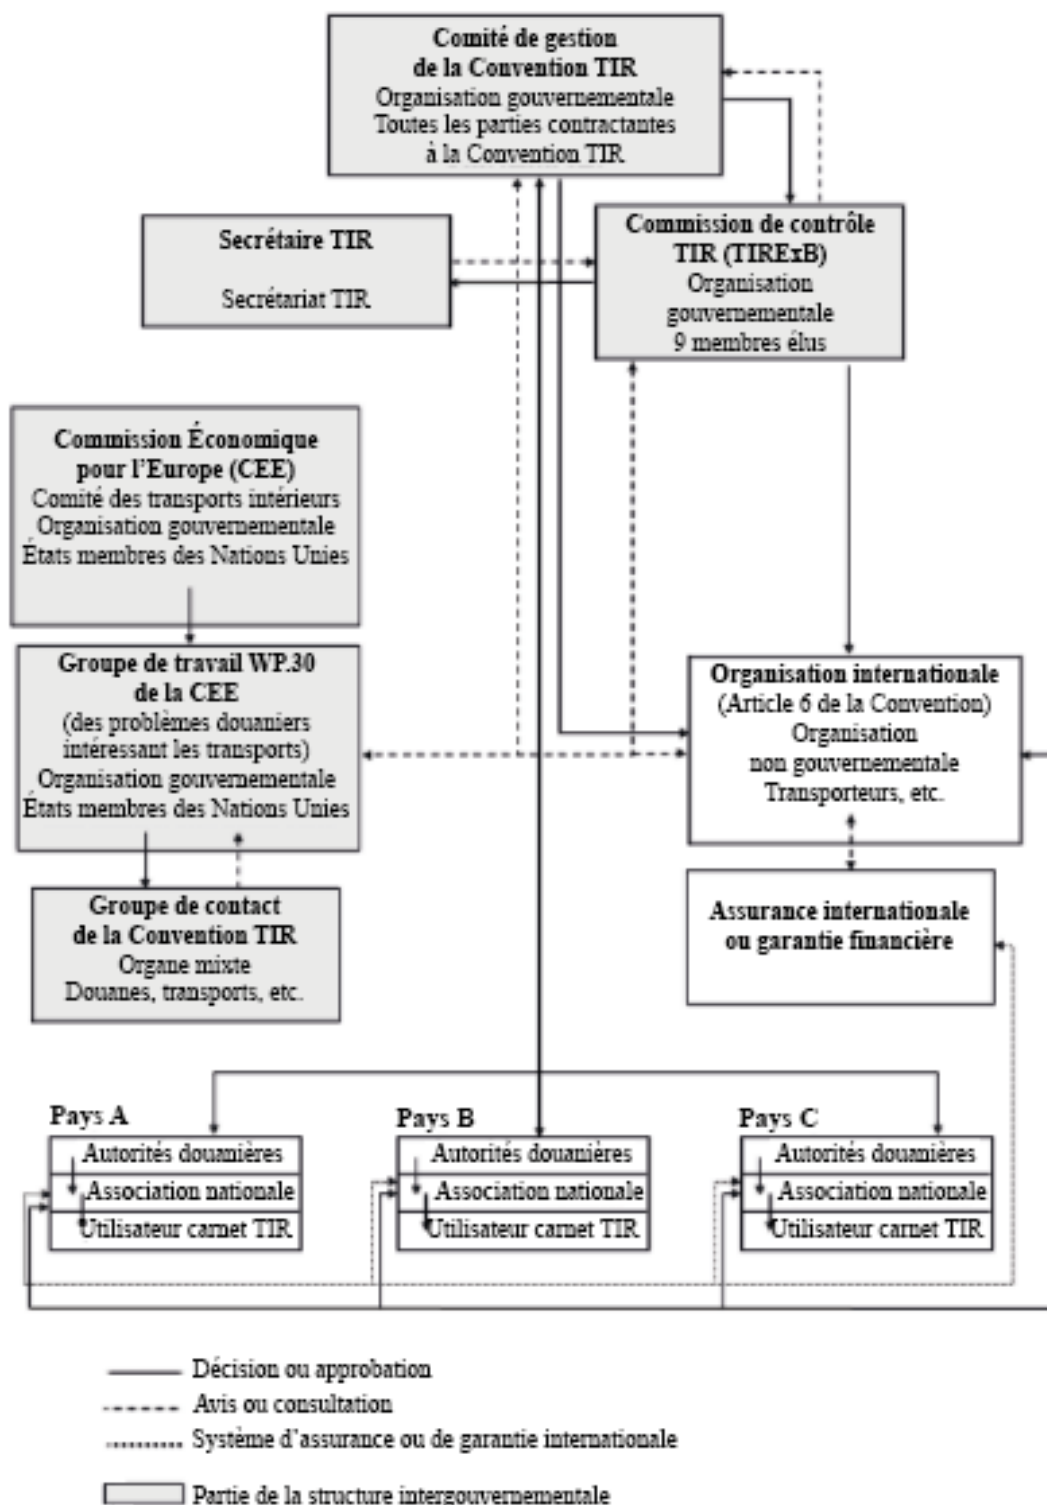 Comité de gestion
de la Convention TIR
Organisation gouvernementale
Toutes les parties contractantes
à la Convention TIR
Secrétaire TIR
Secrétariat TIR
Commission de contrôle
TIR (TIRExB)
Organisation
gouvernementale
9 membres élus
Commission Économique
pour l'Europe (CEE)
Comité des transports intérieurs
Organisation gouvernementale
États membres des Nations Unies
Groupe de travail WP.30
de la CEE
(des problèmes douaniers
intéressant les transports)
Organisation gouvernementale
États membres des Nations Unies
Organisation internationale
(Article 6 de la Convention)
Organisation
non gouvernementale
Transporteurs, etc.
Groupe de contact
de la Convention TIR
Organe mixte
Douanes, transports, etc.
Assurance internationale
ou garantie financière
Pays A
Autorités douanières
Association nationale
Utilisateur carnet TIR
Pays B
Autorités douanières
Association nationale
Utilisateur carnet TIR
Pays C
Autorités douanières
Association nationale
Utilisateur carnet TIR
Décision ou approbation
Avis ou consultation
Système d'assurance ou de garantie internationale
Partie de la structure intergouvernementale